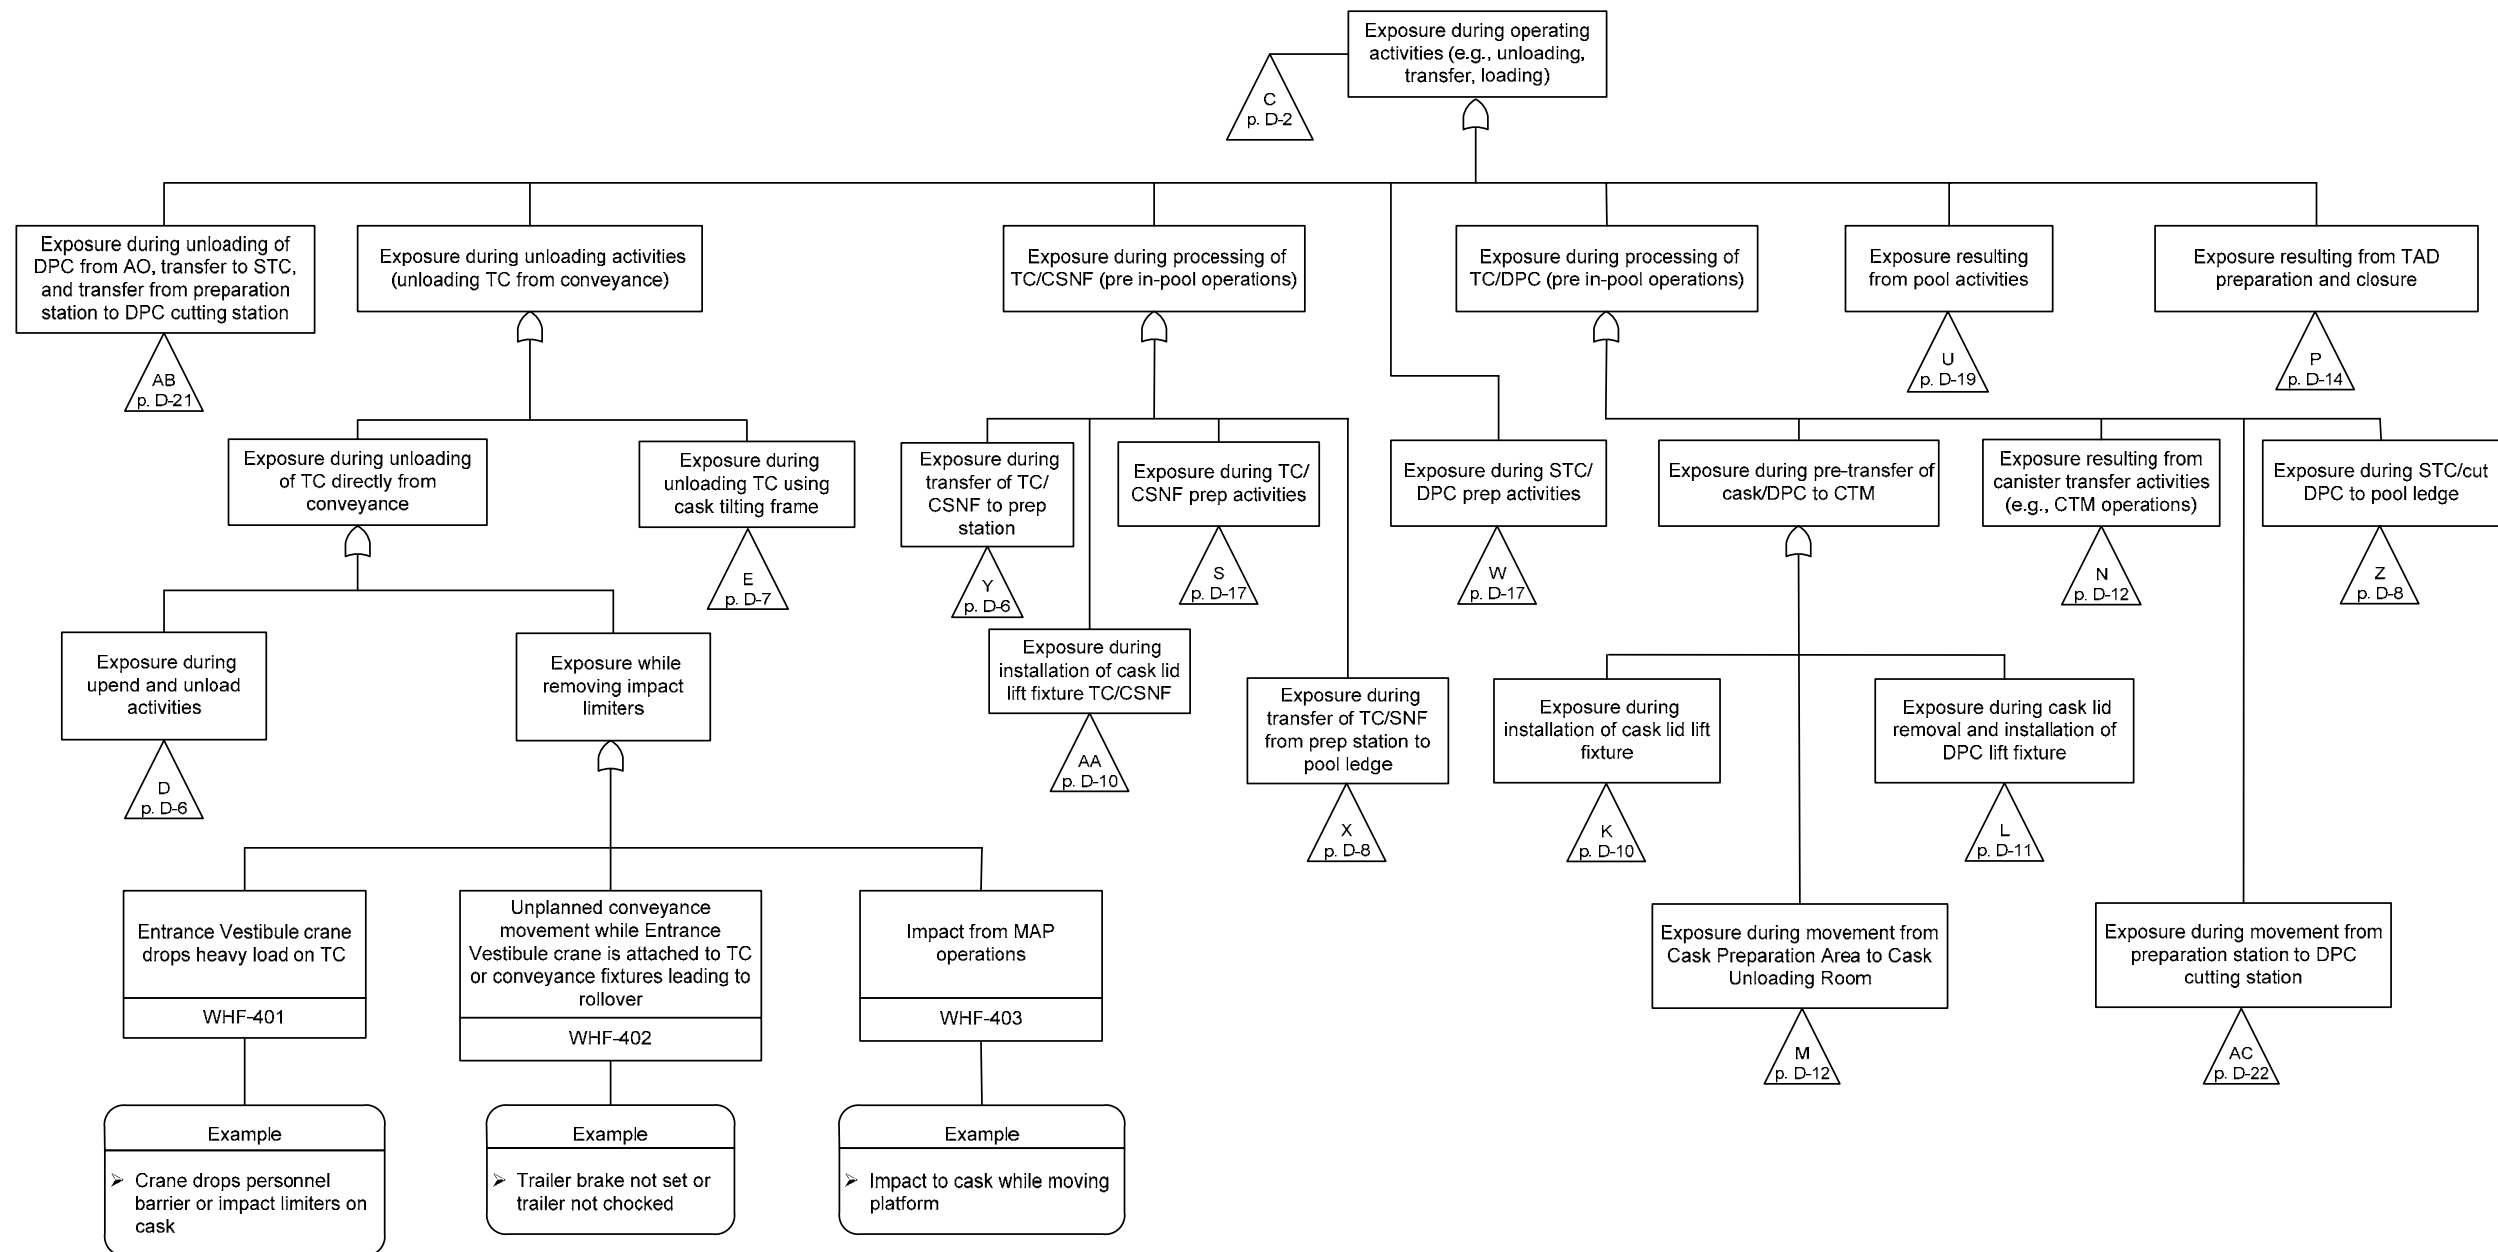 Exposure during operating
activities (e.g., unloading,
transfer, loading)
C
p. D-2
Exposure during unloading of
DPC from AO, transfer to STC,
and transfer from preparation
station to DPC cutting station
AB
p. D-21
Exposure during unloading activities
(unloading TC from conveyance)
Exposure during processing of
TC/CSNF (pre in-pool operations)
Exposure during processing of
TC/DPC (pre in-pool operations)
Exposure resulting
from pool activities
U
p. D-19
Exposure resulting from TAD
preparation and closure
P
p. D-14
Exposure during unloading
of TC directly from
conveyance
Exposure during
unloading TC using
cask tilting frame
E
p. D-7
Exposure during
transfer of TC/
CSNF to prep
station
Y
p. D-6
Exposure during TC/
CSNF prep activities
S
p. D-17
Exposure during STC/
DPC prep activities
W
p. D-17
Exposure during pre-transfer of
cask/DPC to CTM
Exposure resulting from
canister transfer activities
(e.g., CTM operations)
N
p. D-12
Exposure during STC/cut
DPC to pool ledge
Z
p. D-8
Exposure during
upend and unload
activities
D
p. D-6
Exposure while
removing impact
limiters
Exposure during
installation of cask lid
lift fixture TC/CSNF
AA
p. D-10
Exposure during
transfer of TC/SNF
from prep station to
pool ledge
X
p. D-8
Exposure during
installation of cask lid lift
fixture
K
p. D-10
Exposure during cask lid
removal and installation of
DPC lift fixture
L
p. D-11
Entrance Vestibule crane
drops heavy load on TC
WHF-401
Unplanned conveyance
movement while Entrance
Vestibule crane is attached to TC
or conveyance fixtures leading to
rollover
WHF-402
Impact from MAP
operations
WHF-403
Exposure during movement from
Cask Preparation Area to Cask
Unloading Room
M
p. D-12
Exposure during movement from
preparation station to DPC
cutting station
AC
p. D-22
Example
➢ Crane drops personnel
barrier or impact limiters on
cask
Example
➢ Trailer brake not set or
trailer not chocked
Example
➢ Impact to cask while moving
platform